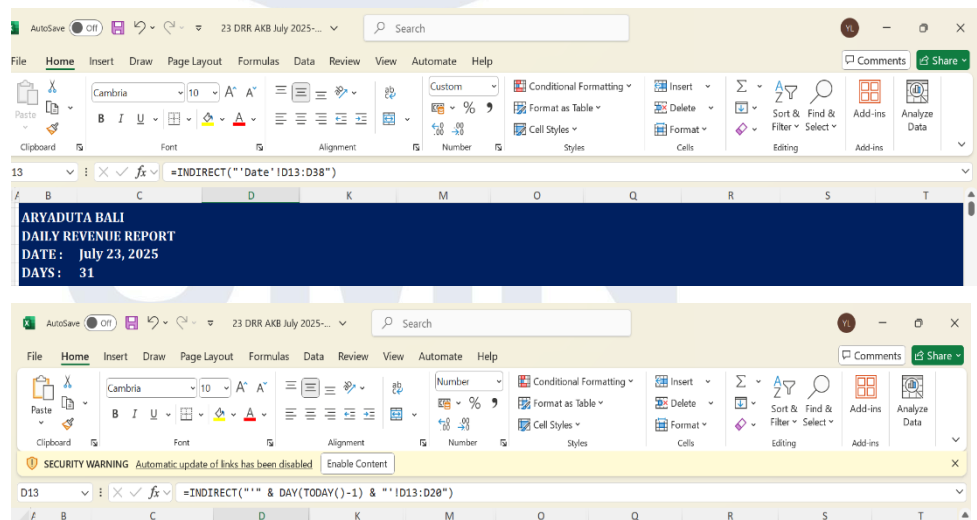 AutoSave Off 23 DRR AKB July 2025-... Search YL
File Home Insert Draw Page Layout Formulas Data Review View Automate Help Comments Share
Paste Cambria 10 A A ab Custom Conditional Formatting Insert Σ
B I U A % 9 Format as Table Delete Sort & Find & Add-ins Analyze
Cell Styles Format Filter Select Data
Clipboard Font Alignment Number Styles Cells Editing Add-ins
13 fx =INDIRECT("'Date'!D13:D38")
A B C D K M O Q R S T
ARYADUTA BALI
DAILY REVENUE REPORT
DATE : July 23, 2025
DAYS : 31
AutoSave Off 23 DRR AKB July 2025-... Search YL
File Home Insert Draw Page Layout Formulas Data Review View Automate Help Comments Share
Paste Cambria 10 A A ab Number Conditional Formatting Insert Σ
B I U A % 9 Format as Table Delete Sort & Find & Add-ins Analyze
Cell Styles Format Filter Select Data
Clipboard Font Alignment Number Styles Cells Editing Add-ins
SECURITY WARNING Automatic update of links has been disabled Enable Content
D13 fx =INDIRECT("'" & DAY(TODAY()-1) & "'!D13:D20")
A B C D K M O Q R S T